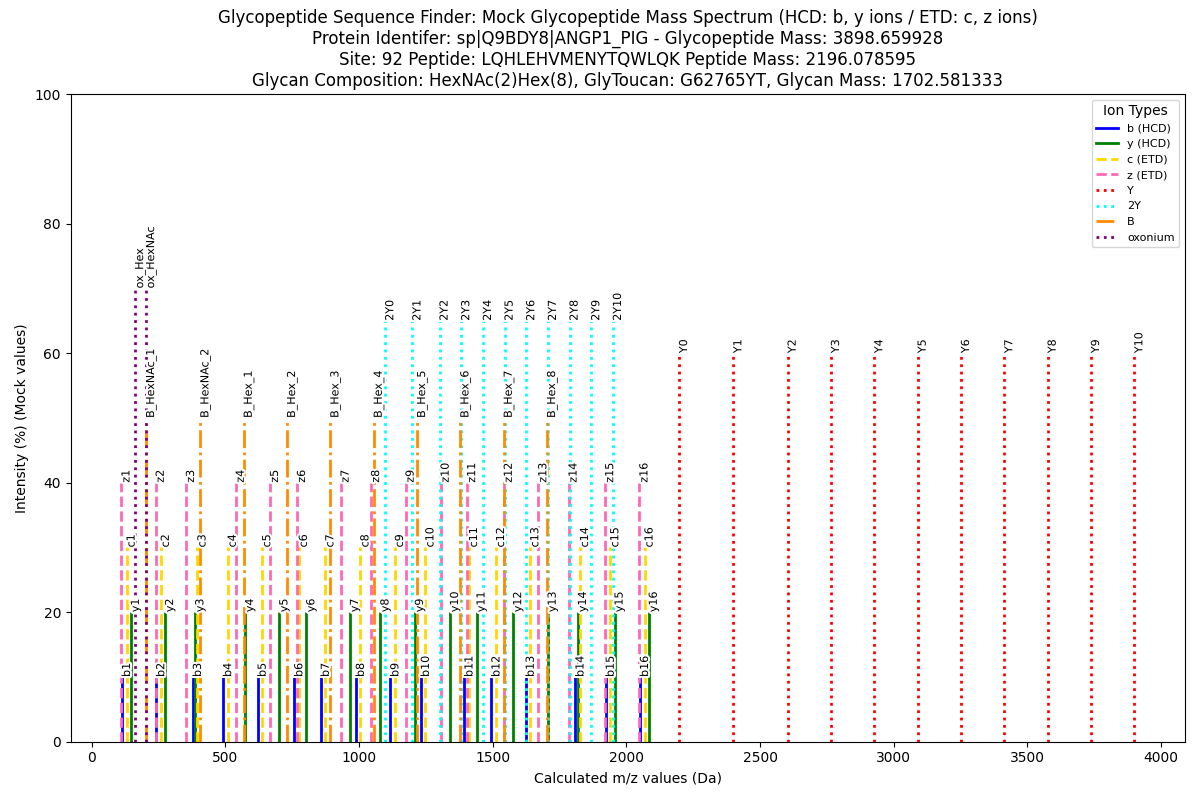 Glycopeptide Sequence Finder: Mock Glycopeptide Mass Spectrum (HCD: b, y ions / ETD: c, z ions)
Protein Identifer: sp|Q9BDY8|ANGP1_PIG - Glycopeptide Mass: 3898.659928
Site: 92 Peptide: LQHLEHVMENYTQWLQK Peptide Mass: 2196.078595
Glycan Composition: HexNAc(2)Hex(8), GlyToucan: G62765YT, Glycan Mass: 1702.581333
Intensity (%) (Mock values)
100
80
60
40
20
0
Ion Types
b (HCD)
y (HCD)
c (ETD)
z (ETD)
Y
2Y
B
oxonium
ox_Hex
ox_HexNAc
2Y0
2Y1
2Y2
2Y3
2Y4
2Y5
2Y6
2Y7
2Y8
2Y9
2Y10
Y0
Y1
Y2
Y3
Y4
Y5
Y6
Y7
Y8
Y9
Y10
B_HexNAc_1
B_HexNAc_2
B_Hex_1
B_Hex_2
B_Hex_3
B_Hex_4
B_Hex_5
B_Hex_6
B_Hex_7
B_Hex_8
z1
z2
z3
z4
z5
z6
z7
z8
z9
z10
z11
z12
z13
z14
z15
z16
c1
c2
c3
c4
c5
c6
c7
c8
c9
c10
c11
c12
c13
c14
c15
c16
y1
y2
y3
y4
y5
y6
y7
y8
y9
y10
y11
y12
y13
y14
y15
y16
b1
b2
b3
b4
b5
b6
b7
b8
b9
b10
b11
b12
b13
b14
b15
b16
0
500
1000
1500
2000
2500
3000
3500
4000
Calculated m/z values (Da)